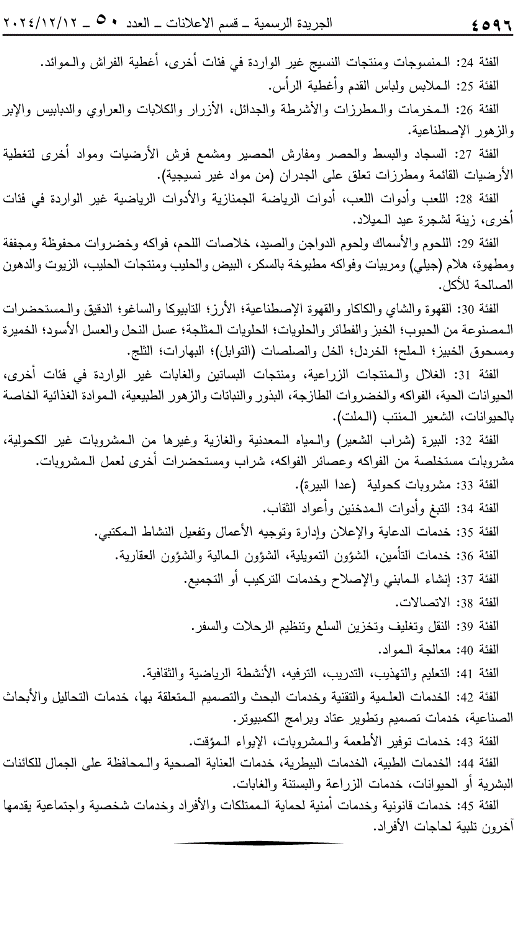 ٤٥٩٦ الجريدة الرسمية ــ قسم الاعلانات ــ العدد ٥٠ ــ ٢٠٢٤/١٢/١٢
الفئة 24: المنسوجات ومنتجات النسيج غير الواردة في فئات أخرى، أغطية الفراش والموائد.
الفئة 25: الملابس ولباس القدم وأغطية الرأس.
الفئة 26: المخرمات والمطرزات والأشرطة والجدائل، الأزرار والكلابات والعراوي والدبابيس والإبر
والزهور الإصطناعية.
الفئة 27: السجاد والبسط والحصر ومفارش الحصير ومشمع فرش الأرضيات ومواد أخرى لتغطية
الأرضيات القائمة ومطرزات تعلق على الجدران (من مواد غير نسيجية).
الفئة 28: اللعب وأدوات اللعب، أدوات الرياضة الجمنازية والأدوات الرياضية غير الواردة في فئات
أخرى، زينة لشجرة عيد الميلاد.
الفئة 29: اللحوم والأسماك ولحوم الدواجن والصيد، خلاصات اللحم، فواكه وخضروات محفوظة ومجففة
ومطهوة، هلام (جيلي) ومربيات وفواكه مطبوخة بالسكر، البيض والحليب ومنتجات الحليب، الزيوت والدهون
الصالحة للأكل.
الفئة 30: القهوة والشاي والكاكاو والقهوة الإصطناعية؛ الأرز؛ التابيوكا والساغو؛ الدقيق والمستحضرات
المصنوعة من الحبوب؛ الخبز والفطائر والحلويات؛ الحلويات المثلجة؛ عسل النحل والعسل الأسود؛ الخميرة
ومسحوق الخبيز؛ الملح؛ الخردل؛ الخل والصلصات (التوابل)؛ البهارات؛ الثلج.
الفئة 31: الغلال والمنتجات الزراعية، ومنتجات البساتين والغابات غير الواردة في فئات أخرى،
الحيوانات الحية، الفواكه والخضروات الطازجة، البذور والنباتات والزهور الطبيعية، الموادة الغذائية الخاصة
بالحيوانات، الشعير المنتب (الملت).
الفئة 32: البيرة (شراب الشعير) والمياه المعدنية والغازية وغيرها من المشروبات غير الكحولية،
مشروبات مستخلصة من الفواكه وعصائر الفواكه، شراب ومستحضرات أخرى لعمل المشروبات.
الفئة 33: مشروبات كحولية (عدا البيرة).
الفئة 34: التبغ وأدوات المدخنين وأعواد الثقاب.
الفئة 35: خدمات الدعاية والإعلان وإدارة وتوجيه الأعمال وتفعيل النشاط المكتبي.
الفئة 36: خدمات التأمين، الشؤون التمويلية، الشؤون المالية والشؤون العقارية.
الفئة 37: إنشاء المابني والإصلاح وخدمات التركيب أو التجميع.
الفئة 38: الاتصالات.
الفئة 39: النقل وتغليف وتخزين السلع وتنظيم الرحلات والسفر.
الفئة 40: معالجة المواد.
الفئة 41: التعليم والتهذيب، التدريب، الترفيه، الأنشطة الرياضية والثقافية.
الفئة 42: الخدمات العلمية والتقنية وخدمات البحث والتصميم المتعلقة بها، خدمات التحاليل والأبحاث
الصناعية، خدمات تصميم وتطوير عتاد وبرامج الكمبيوتر.
الفئة 43: خدمات توفير الأطعمة والمشروبات، الإيواء المؤقت.
الفئة 44: الخدمات الطبية، الخدمات البيطرية، خدمات العناية الصحية والمحافظة على الجمال للكائنات
البشرية أو الحيوانات، خدمات الزراعة والبستنة والغابات.
الفئة 45: خدمات قانونية وخدمات أمنية لحماية الممتلكات والأفراد وخدمات شخصية واجتماعية يقدمها
آخرون تلبية لحاجات الأفراد.